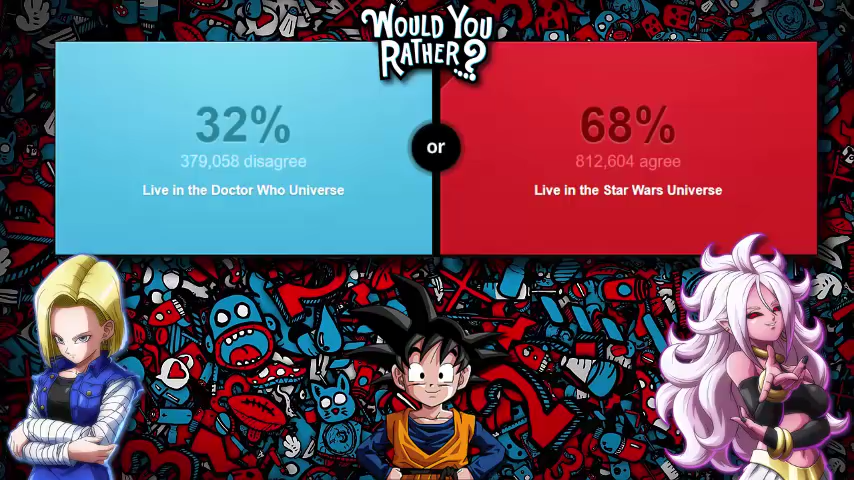 WOULD YOU
RATHER...?
32%
379,058 disagree
Live in the Doctor Who Universe
or
68%
812,604 agree
Live in the Star Wars Universe